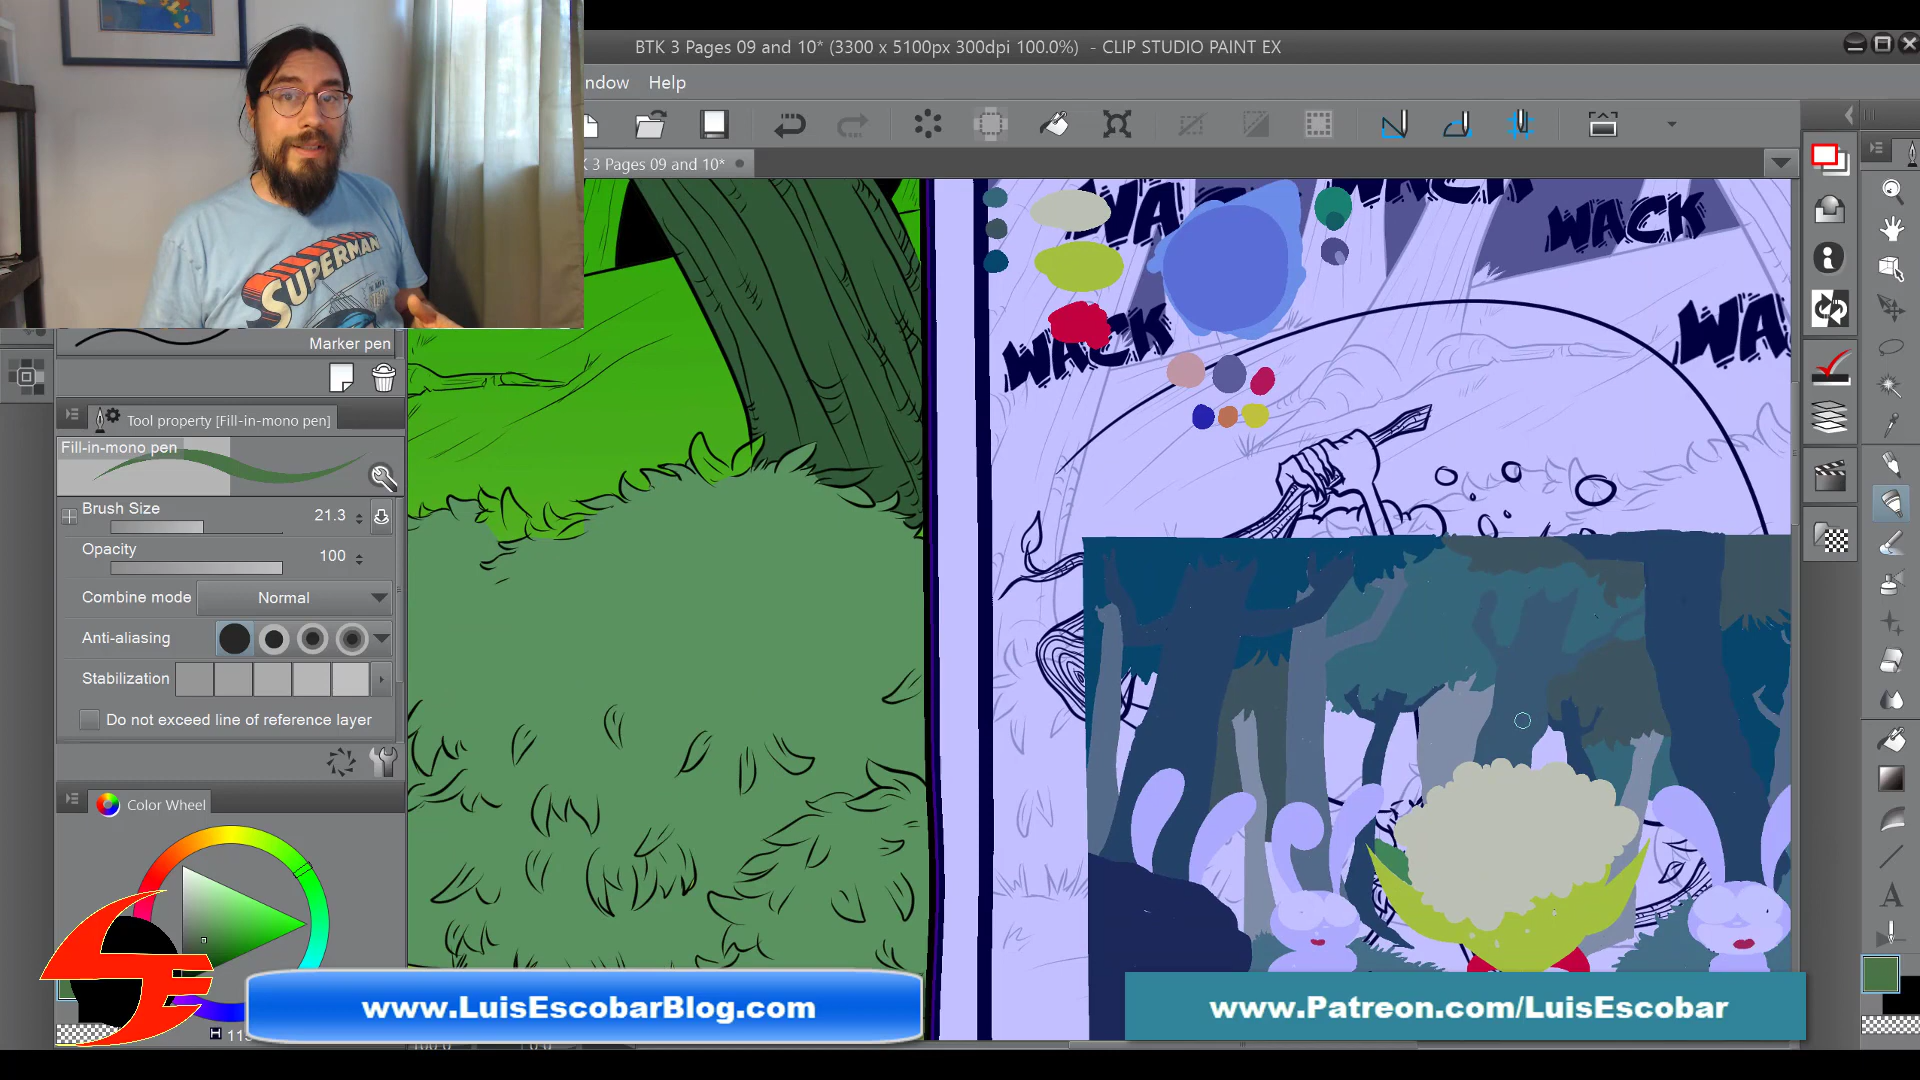 BTK 3 Pages 09 and 10* (3300 x 5100px 300dpi 100.0%) - CLIP STUDIO PAINT EX
ndow Help
K 3 Pages 09 and 10*
WACK
WACK
WACK
WACK
WA
SUPERMAN
Marker pen
Tool property [Fill-in-mono pen]
Fill-in-mono pen
Brush Size 21.3
Opacity 100
Combine mode Normal
Anti-aliasing
Stabilization
Do not exceed line of reference layer
Color Wheel
www.LuisEscobarBlog.com
www.Patreon.com/LuisEscobar